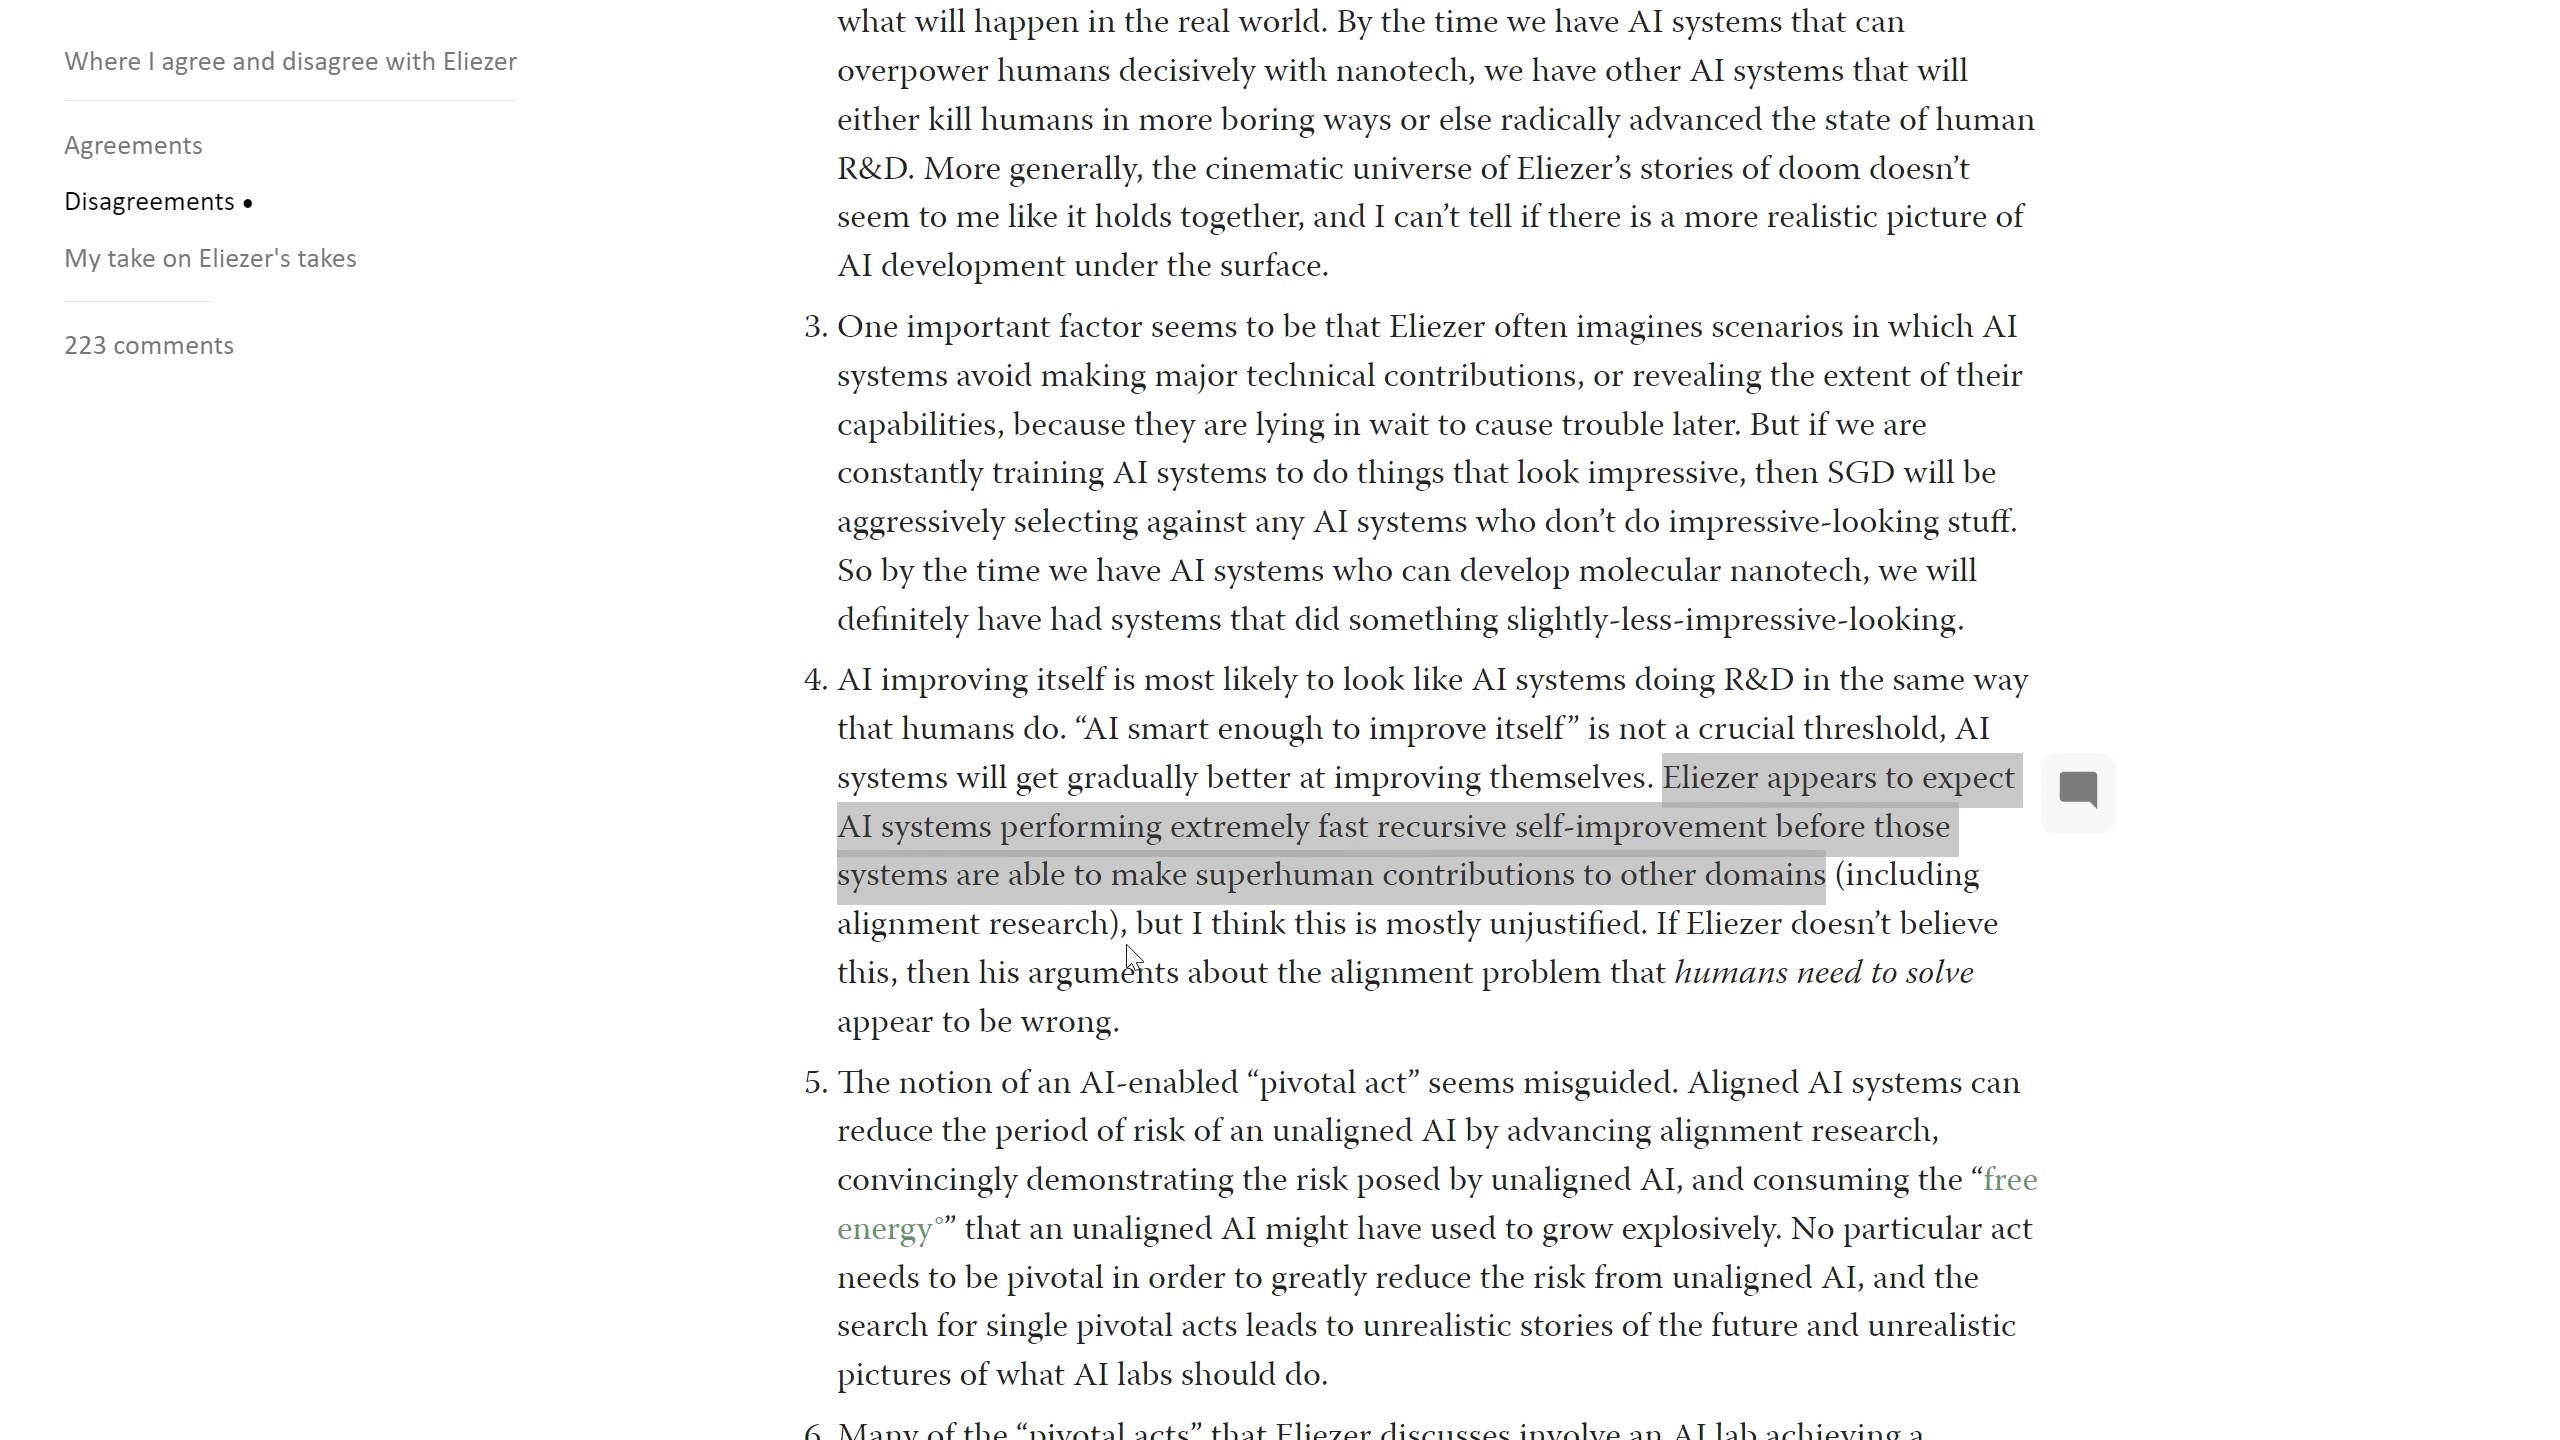 Where I agree and disagree with Eliezer
Agreements
Disagreements •
My take on Eliezer's takes
223 comments
what will happen in the real world. By the time we have AI systems that can
overpower humans decisively with nanotech, we have other AI systems that will
either kill humans in more boring ways or else radically advanced the state of human
R&D. More generally, the cinematic universe of Eliezer’s stories of doom doesn’t
seem to me like it holds together, and I can’t tell if there is a more realistic picture of
AI development under the surface.
3. One important factor seems to be that Eliezer often imagines scenarios in which AI
systems avoid making major technical contributions, or revealing the extent of their
capabilities, because they are lying in wait to cause trouble later. But if we are
constantly training AI systems to do things that look impressive, then SGD will be
aggressively selecting against any AI systems who don’t do impressive-looking stuff.
So by the time we have AI systems who can develop molecular nanotech, we will
definitely have had systems that did something slightly-less-impressive-looking.
4. AI improving itself is most likely to look like AI systems doing R&D in the same way
that humans do. “AI smart enough to improve itself” is not a crucial threshold, AI
systems will get gradually better at improving themselves. Eliezer appears to expect
AI systems performing extremely fast recursive self-improvement before those
systems are able to make superhuman contributions to other domains (including
alignment research), but I think this is mostly unjustified. If Eliezer doesn’t believe
this, then his arguments about the alignment problem that humans need to solve
appear to be wrong.
5. The notion of an AI-enabled “pivotal act” seems misguided. Aligned AI systems can
reduce the period of risk of an unaligned AI by advancing alignment research,
convincingly demonstrating the risk posed by unaligned AI, and consuming the “free
energy°” that an unaligned AI might have used to grow explosively. No particular act
needs to be pivotal in order to greatly reduce the risk from unaligned AI, and the
search for single pivotal acts leads to unrealistic stories of the future and unrealistic
pictures of what AI labs should do.
6. Many of the “pivotal acts” that Eliezer discusses involve an AI lab achieving a